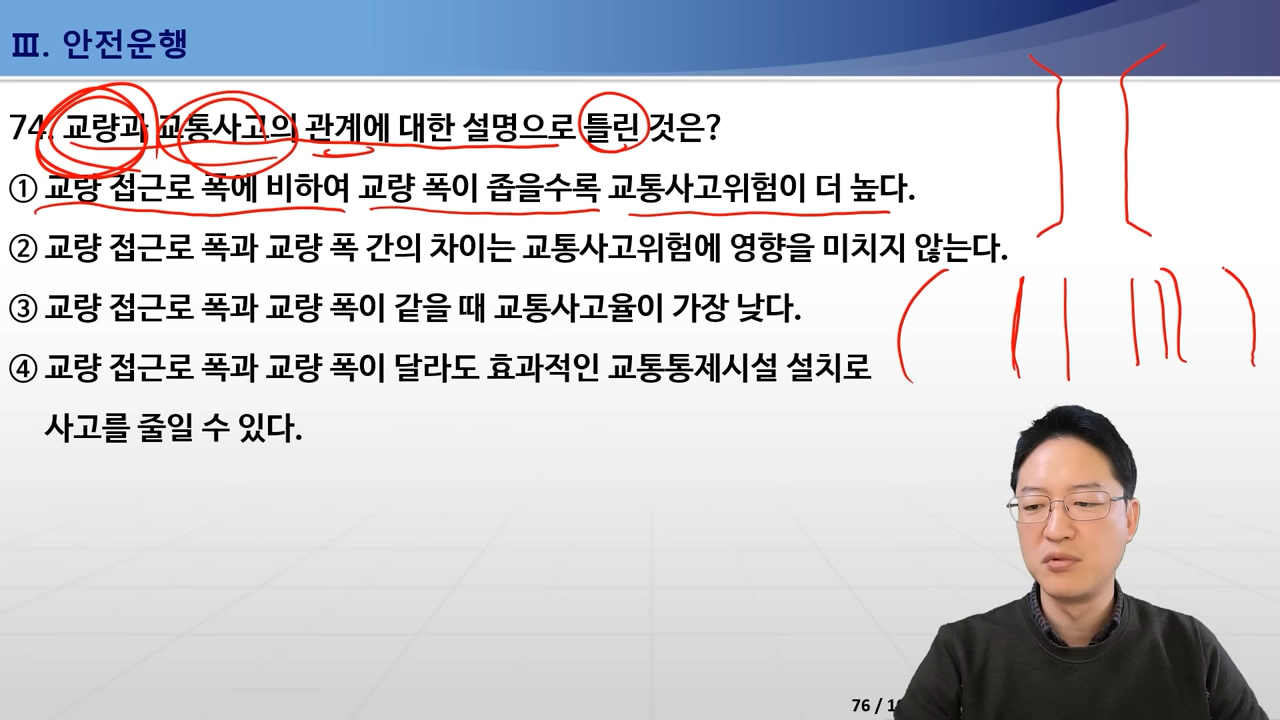 Ⅲ. 안전운행
74. 교량과 교통사고의 관계에 대한 설명으로 틀린 것은?
① 교량 접근로 폭에 비하여 교량 폭이 좁을수록 교통사고위험이 더 높다.
② 교량 접근로 폭과 교량 폭 간의 차이는 교통사고위험에 영향을 미치지 않는다.
③ 교량 접근로 폭과 교량 폭이 같을 때 교통사고율이 가장 낮다.
④ 교량 접근로 폭과 교량 폭이 달라도 효과적인 교통통제시설 설치로
사고를 줄일 수 있다.
76 /